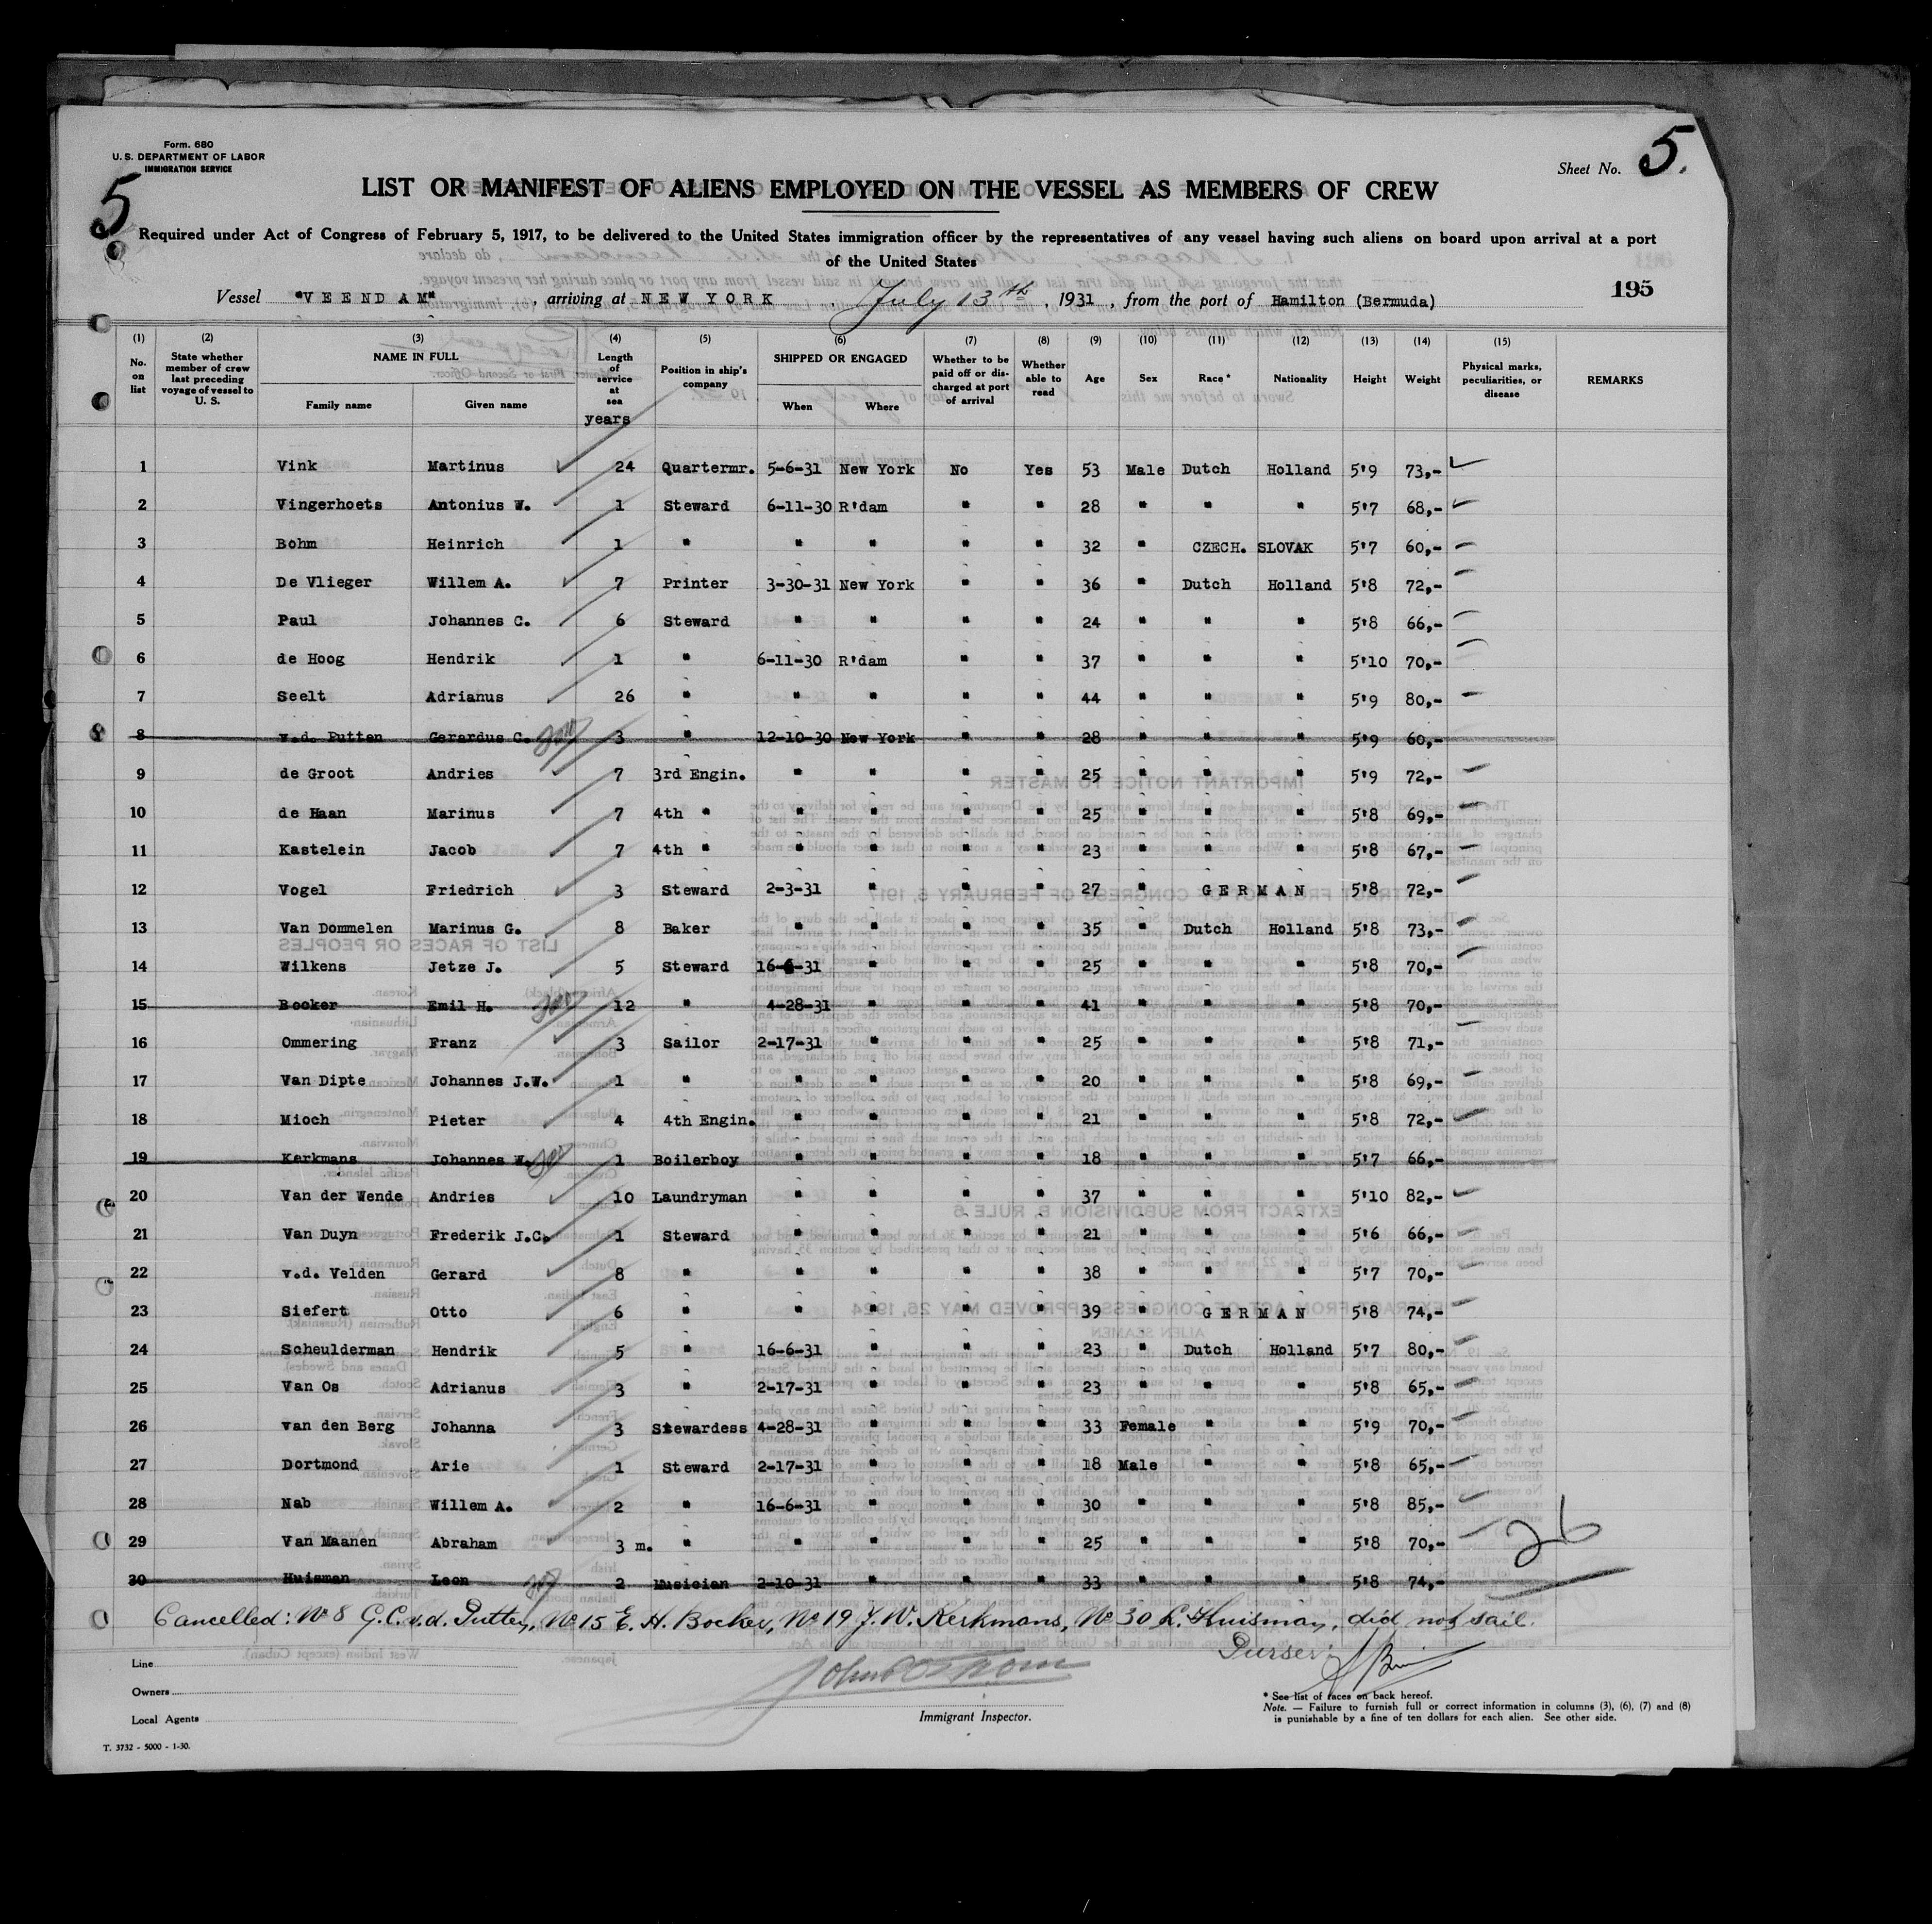 Form. 680
U. S. DEPARTMENT OF LABOR
IMMIGRATION SERVICE
5
Sheet No. 5.
LIST OR MANIFEST OF ALIENS EMPLOYED ON THE VESSEL AS MEMBERS OF CREW
Required under Act of Congress of February 5, 1917, to be delivered to the United States immigration officer by the representatives of any vessel having such aliens on board upon arrival at a port
of the United States
Vessel "VEENDAM", arriving at NEW YORK, July 13th, 1931, from the port of Hamilton (Bermuda)
195
(1) No. on list (2) State whether member of crew last preceding voyage of vessel to U. S. (3) NAME IN FULL Family name Given name (4) Length of service at sea years (5) Position in ship's company (6) SHIPPED OR ENGAGED When Where (7) Whether to be paid off or discharged at port of arrival (8) Whether able to read (9) Age (10) Sex (11) Race* (12) Nationality (13) Height (14) Weight (15) Physical marks, peculiarities, or disease REMARKS
1 Vink Martinus 24 Quartermr. 5-6-31 New York No Yes 53 Male Dutch Holland 5'9 73,-
2 Vingerhoets Antonius W. 1 Steward 6-11-30 R'dam " " 28 " " " 5'7 68,-
3 Bohm Heinrich 1 " " " " " 32 " CZECH. SLOVAK 5'7 60,-
4 De Vlieger Willem A. 7 Printer 3-30-31 New York " " 36 " Dutch Holland 5'8 72,-
5 Paul Johannes C. 6 Steward " " " " 24 " " " 5'8 66,-
6 de Hoog Hendrik 1 " 6-11-30 R'dam " " 37 " " " 5'10 70,-
7 Seelt Adrianus 26 " " " " " 44 " " " 5'9 80,-
8 v.d. Putten Gerardus C. 3 " 12-10-30 New York " " 28 " " " 5'9 60,-
9 de Groot Andries 7 3rd Engin. " " " " 25 " " " 5'9 72,-
10 de Haan Marinus 7 4th " " " " " 25 " " " 5'8 69,-
11 Kastelein Jacob 7 4th " " " " " 23 " " " 5'8 67,-
12 Vogel Friedrich 3 Steward 2-3-31 " " " 27 " GERMAN 5'8 72,-
13 Van Dommelen Marinus G. 8 Baker " " " " 35 " Dutch Holland 5'8 73,-
14 Wilkens Jetze J. 5 Steward 16-6-31 " " " 25 " " " 5'8 70,-
15 Bocker Emil H. 12 " 4-28-31 " " " 41 " " " 5'8 70,-
16 Ommering Franz 3 Sailor 2-17-31 " " " 25 " " " 5'8 71,-
17 Van Dipte Johannes J.W. 1 " " " " " 20 " " " 5'8 69,-
18 Mioch Pieter 4 4th Engin. " " " " 21 " " " 5'8 72,-
19 Kerkmans Johannes W. 1 Boilerboy " " " " 18 " " " 5'7 66,-
20 Van der Wende Andries 10 Laundryman " " " " 37 " " " 5'10 82,-
21 Van Duyn Frederik J.C. 1 Steward " " " " 21 " " " 5'6 66,-
22 v.d. Velden Gerard 8 " " " " " 38 " " " 5'7 70,-
23 Siefert Otto 6 " " " " " 39 " GERMAN 5'8 74,-
24 Scheulderman Hendrik 5 " 16-6-31 " " " 23 " Dutch Holland 5'7 80,-
25 Van Os Adrianus 3 " 2-17-31 " " " 23 " " " 5'8 65,-
26 van den Berg Johanna 3 Stewardess 4-28-31 " " " 33 Female " " 5'9 70,-
27 Dortmond Arie 1 Steward 2-17-31 " " " 18 Male " " 5'8 65,-
28 Nab Willem A. 2 " 16-6-31 " " " 30 " " " 5'8 85,-
29 Van Maanen Abraham 3 m. " " " " " 25 " " " 5'8 70,-
26
30 Huisman Leon 2 Musician 2-10-31 " " " 33 " " " 5'8 74,-
Cancelled: No 8 G.C. v.d. Putten, No 15 E. H. Bocker, No 19 J. W. Kerkmans, No 30 L. Huisman, did not sail.
Purser:
Line
Owners
Local Agents
Immigrant Inspector.
* See list of races on back hereof.
Note. — Failure to furnish full or correct information in columns (3), (6), (7) and (8)
is punishable by a fine of ten dollars for each alien. See other side.
T. 3732 - 5000 - 1-30.